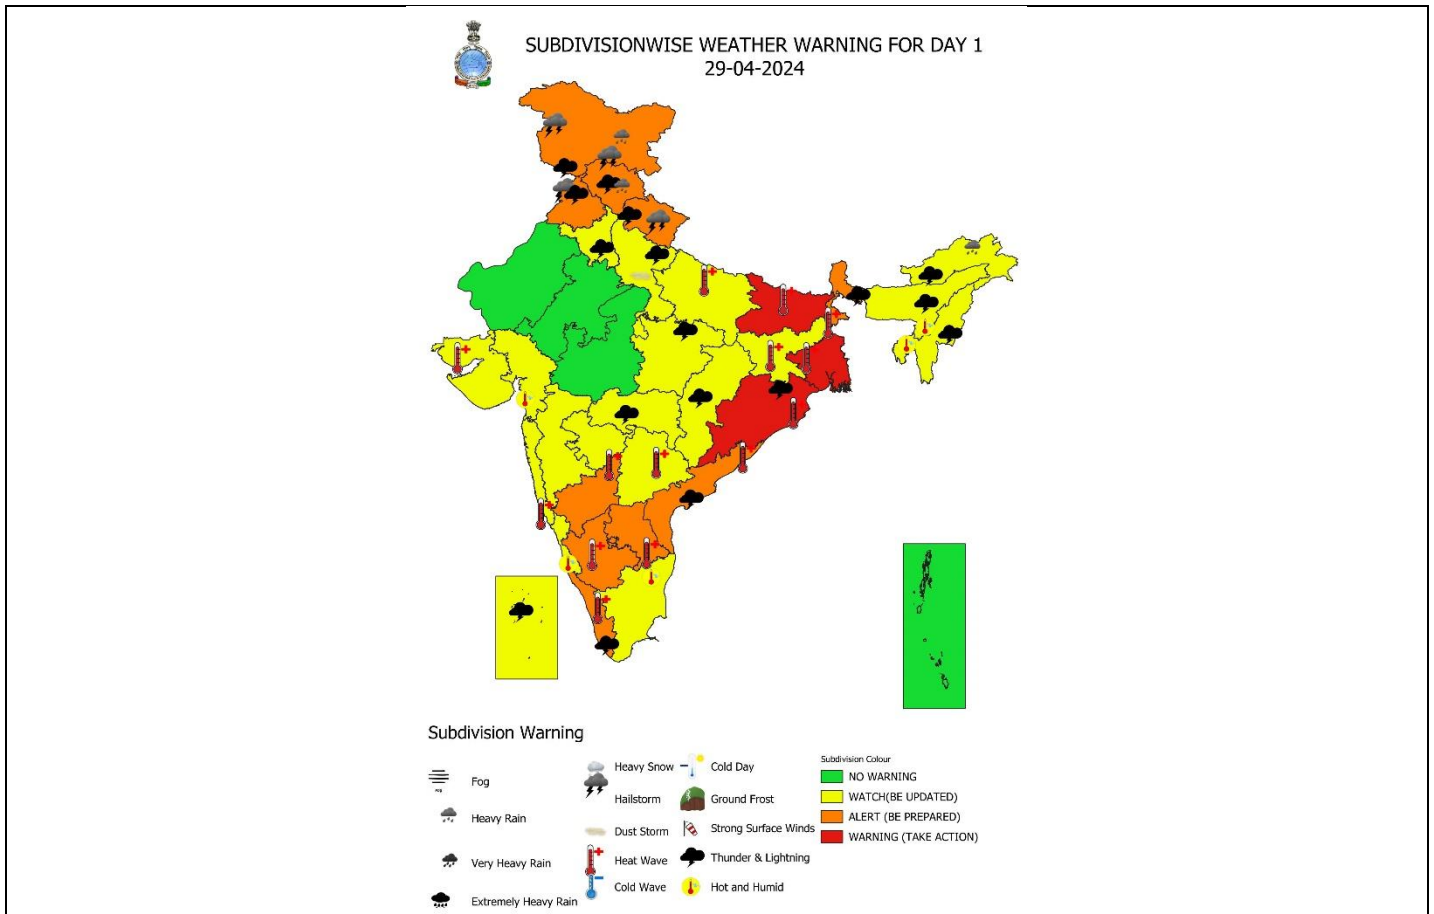 SUBDIVISIONWISE WEATHER WARNING FOR DAY 1
29-04-2024
Subdivision Warning
Fog
Heavy Rain
Very Heavy Rain
Extremely Heavy Rain
Heavy Snow
Hailstorm
Dust Storm
Heat Wave
Cold Wave
Cold Day
Ground Frost
Strong Surface Winds
Thunder & Lightning
Hot and Humid
Subdivision Colour
NO WARNING
WATCH(BE UPDATED)
ALERT (BE PREPARED)
WARNING (TAKE ACTION)